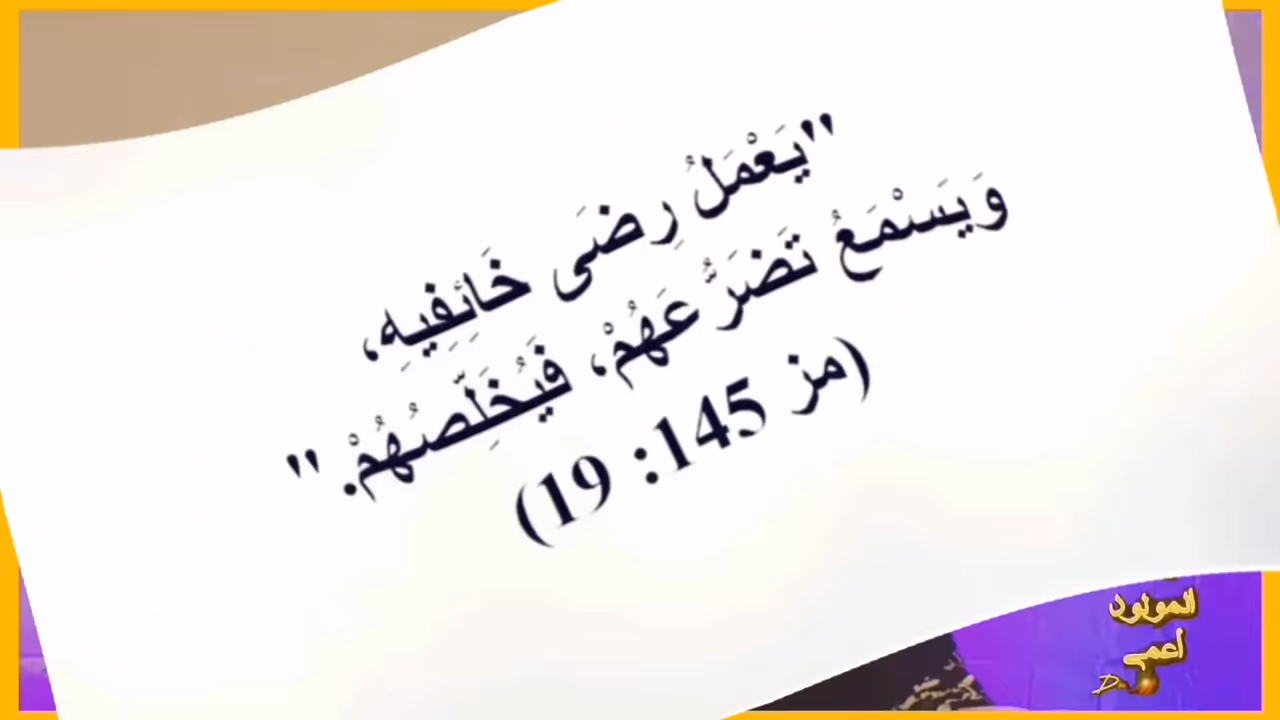 "يَعْمَلُ رِضَى خَائِفِيهِ،
وَيَسْمَعُ تَضَرُّعَهُمْ، فَيُخَلِّصُهُمْ. "
(مز 145: 19)
المولود
أعمى